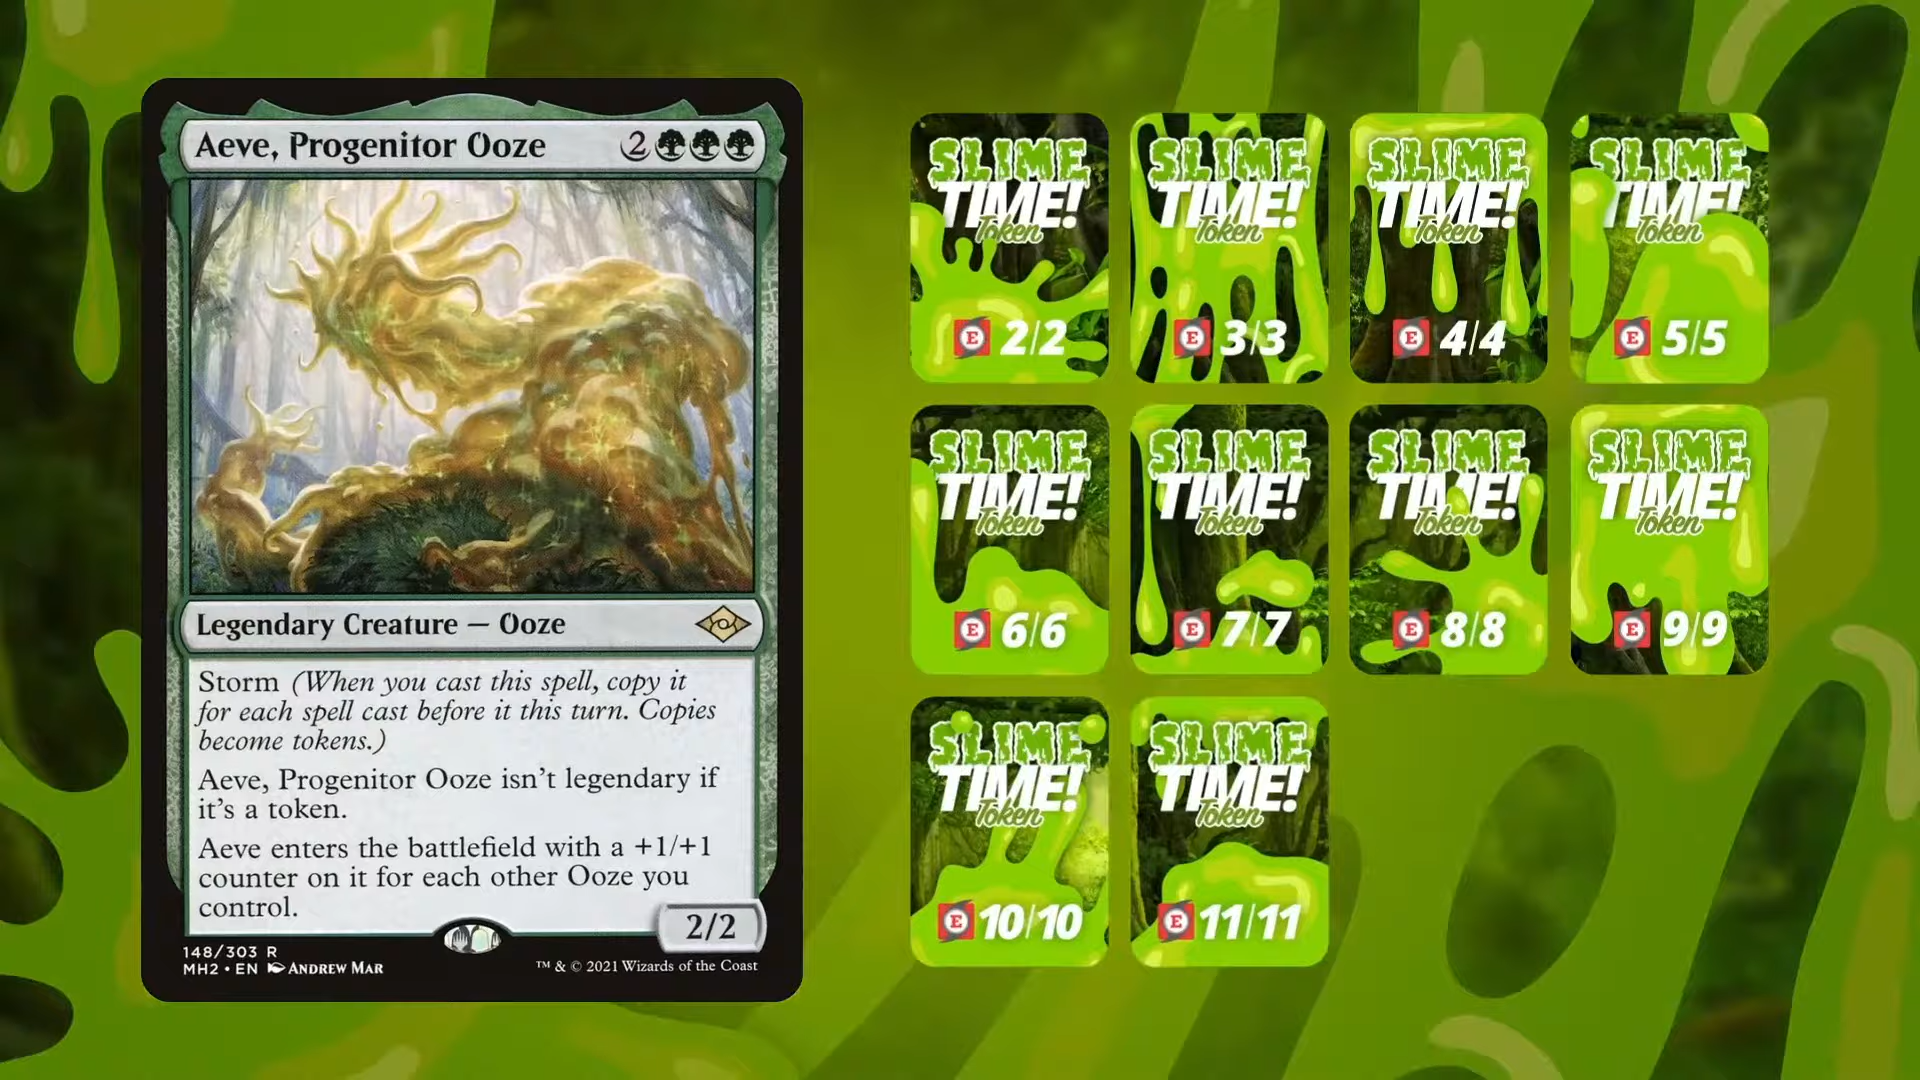 Aeve, Progenitor Ooze 2
Legendary Creature — Ooze
Storm (When you cast this spell, copy it
for each spell cast before it this turn. Copies
become tokens.)
Aeve, Progenitor Ooze isn't legendary if
it's a token.
Aeve enters the battlefield with a +1/+1
counter on it for each other Ooze you
control.
2/2
148/303 R
MH2 • EN ANDREW MAR
™ & © 2021 Wizards of the Coast
SLIME
TIME!
Token
E 2/2
SLIME
TIME!
Token
E 3/3
SLIME
TIME!
Token
E 4/4
SLIME
TIME!
Token
E 5/5
SLIME
TIME!
Token
E 6/6
SLIME
TIME!
Token
E 7/7
SLIME
TIME!
Token
E 8/8
SLIME
TIME!
Token
E 9/9
SLIME
TIME!
Token
E 10/10
SLIME
TIME!
Token
E 11/11